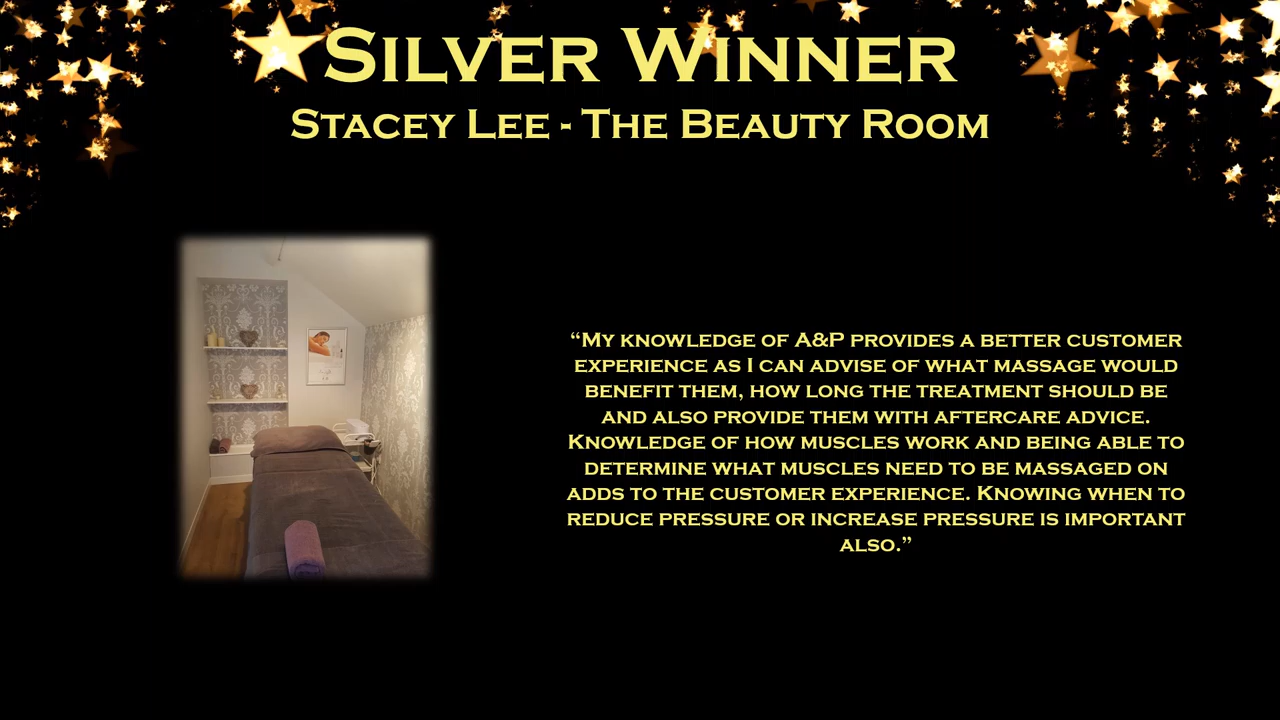 Silver Winner
Stacey Lee - The Beauty Room
“My knowledge of A&P provides a better customer
experience as I can advise of what massage would
benefit them, how long the treatment should be
and also provide them with aftercare advice.
Knowledge of how muscles work and being able to
determine what muscles need to be massaged on
adds to the customer experience. Knowing when to
reduce pressure or increase pressure is important
also.”